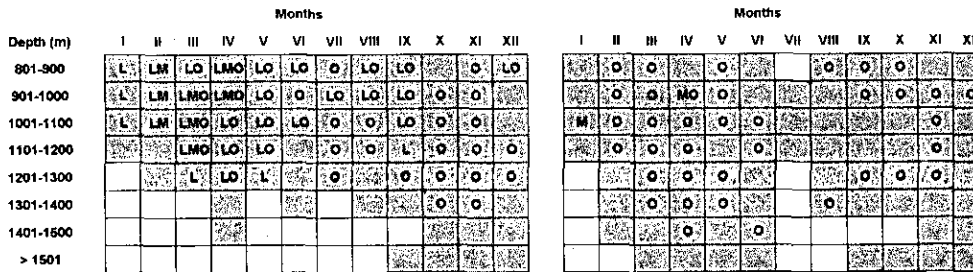 Months Months
Depth (m) I II III IV V VI VII VIII IX X XI XII I II III IV V VI VII VIII IX X XI
801-900 L LM LO LMO LO LO O LO LO O LO O O O O O O
901-1000 L LM LMO LMO LO O LO LO LO O O O O MO O O O O O
1001-1100 L LM LMO LO LO LO O O LO O O M O O O O O O
1101-1200 LMO LO LO O O L O O O O O O O O
1201-1300 L LO L O O O O O O O O O O O
1301-1400 O O O O O O
1401-1500 O O
> 1501